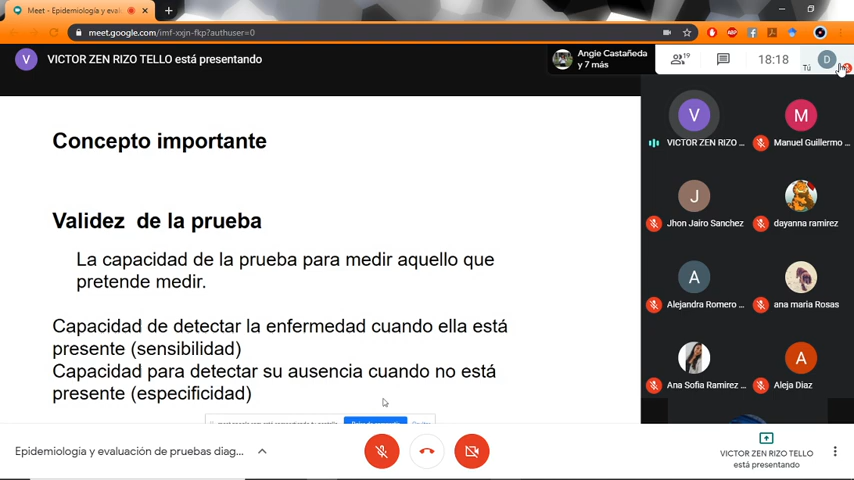 Meet - Epidemiología y eval
meet.google.com/imf-xxjn-fkp?authuser=0
V
VICTOR ZEN RIZO TELLO está presentando
Angie Castañeda
y 7 más
19
18:18
Tú
D
Concepto importante
Validez de la prueba
La capacidad de la prueba para medir aquello que
pretende medir.
Capacidad de detectar la enfermedad cuando ella está
presente (sensibilidad)
Capacidad para detectar su ausencia cuando no está
presente (especificidad)
V
M
VICTOR ZEN RIZO ...
Manuel Guillermo ...
J
Jhon Jairo Sanchez
dayanna ramirez
A
Alejandra Romero ...
ana maria Rosas
A
Ana Sofia Ramirez ...
Aleja Diaz
Epidemiología y evaluación de pruebas diag...
VICTOR ZEN RIZO TELLO
está presentando